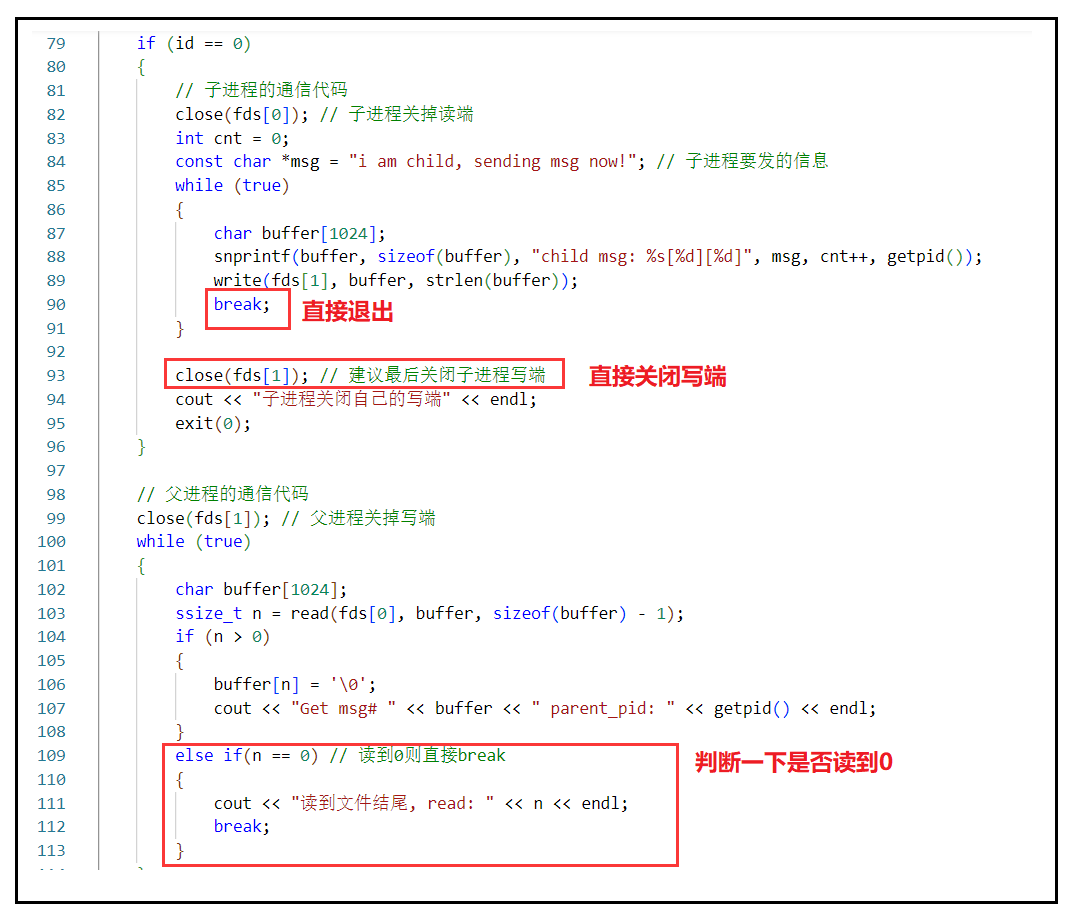 79 if (id == 0)
80 {
81 // 子进程的通信代码
82 close(fds[0]); // 子进程关掉读端
83 int cnt = 0;
84 const char *msg = "i am child, sending msg now!"; // 子进程要发的信息
85 while (true)
86 {
87 char buffer[1024];
88 snprintf(buffer, sizeof(buffer), "child msg: %s[%d][%d]", msg, cnt++, getpid());
89 write(fds[1], buffer, strlen(buffer));
90 break; 直接退出
91 }
92
93 close(fds[1]); // 建议最后关闭子进程写端 直接关闭写端
94 cout << "子进程关闭自己的写端" << endl;
95 exit(0);
96 }
97
98 // 父进程的通信代码
99 close(fds[1]); // 父进程关掉写端
100 while (true)
101 {
102 char buffer[1024];
103 ssize_t n = read(fds[0], buffer, sizeof(buffer) - 1);
104 if (n > 0)
105 {
106 buffer[n] = '\0';
107 cout << "Get msg# " << buffer << " parent_pid: " << getpid() << endl;
108 }
109 else if(n == 0) // 读到0则直接break 判断一下是否读到0
110 {
111 cout << "读到文件结尾, read: " << n << endl;
112 break;
113 }